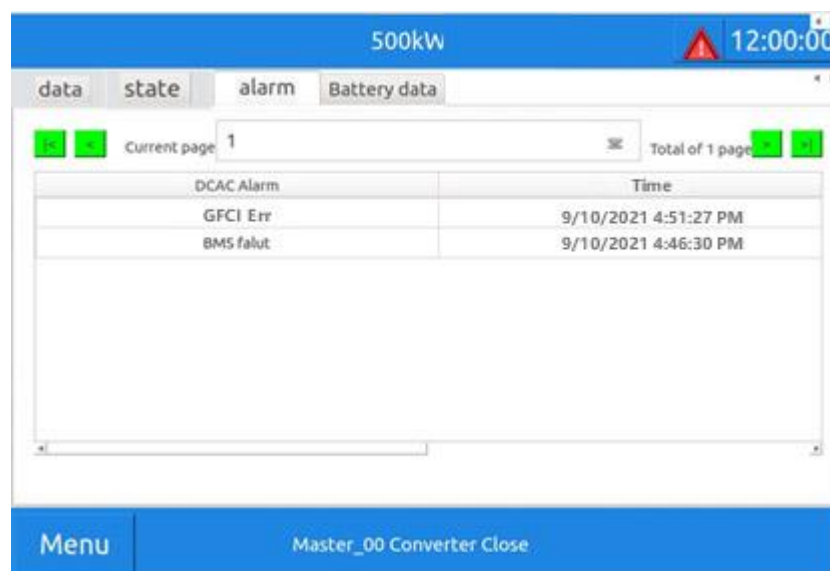 500kW
12:00:00
data state alarm Battery data
|< < Current page 1 Total of 1 page > >|
DCAC Alarm Time
GFCI Err 9/10/2021 4:51:27 PM
BMS falut 9/10/2021 4:46:30 PM
Menu Master_00 Converter Close